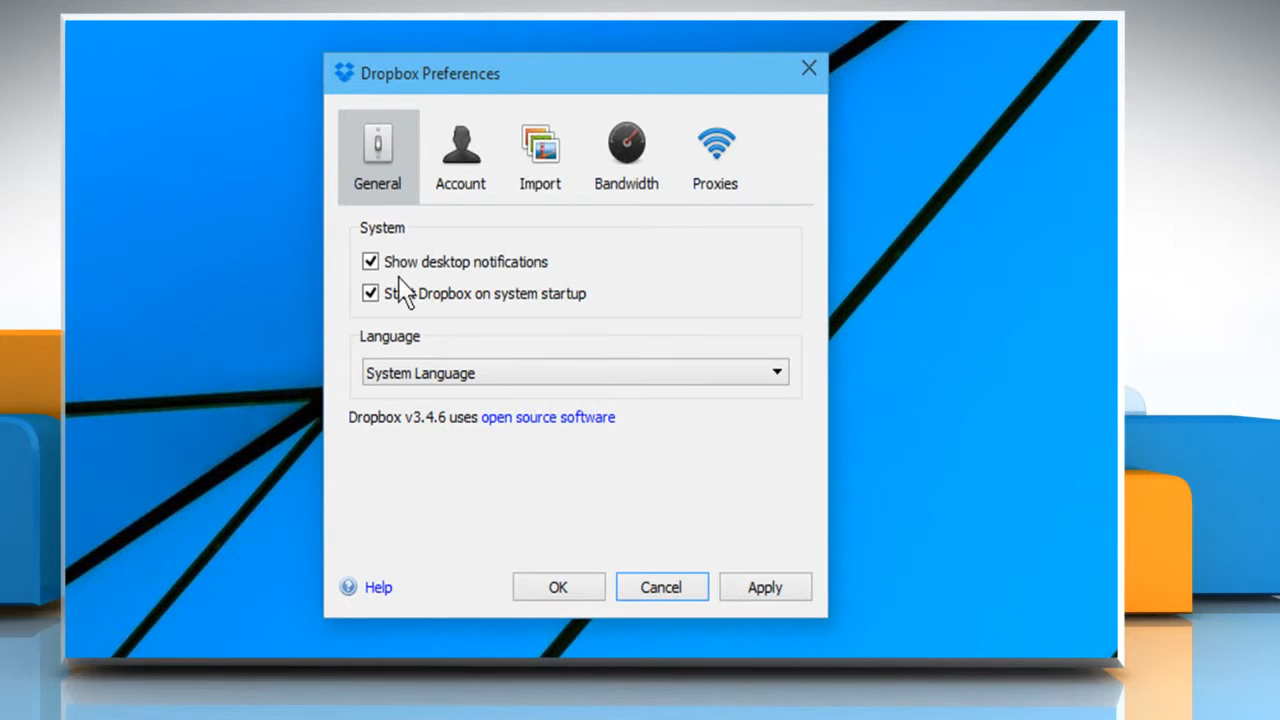 Dropbox Preferences
General Account Import Bandwidth Proxies
System
Show desktop notifications
Dropbox on system startup
Language
System Language
Dropbox v3.4.6 uses open source software
Help OK Cancel Apply